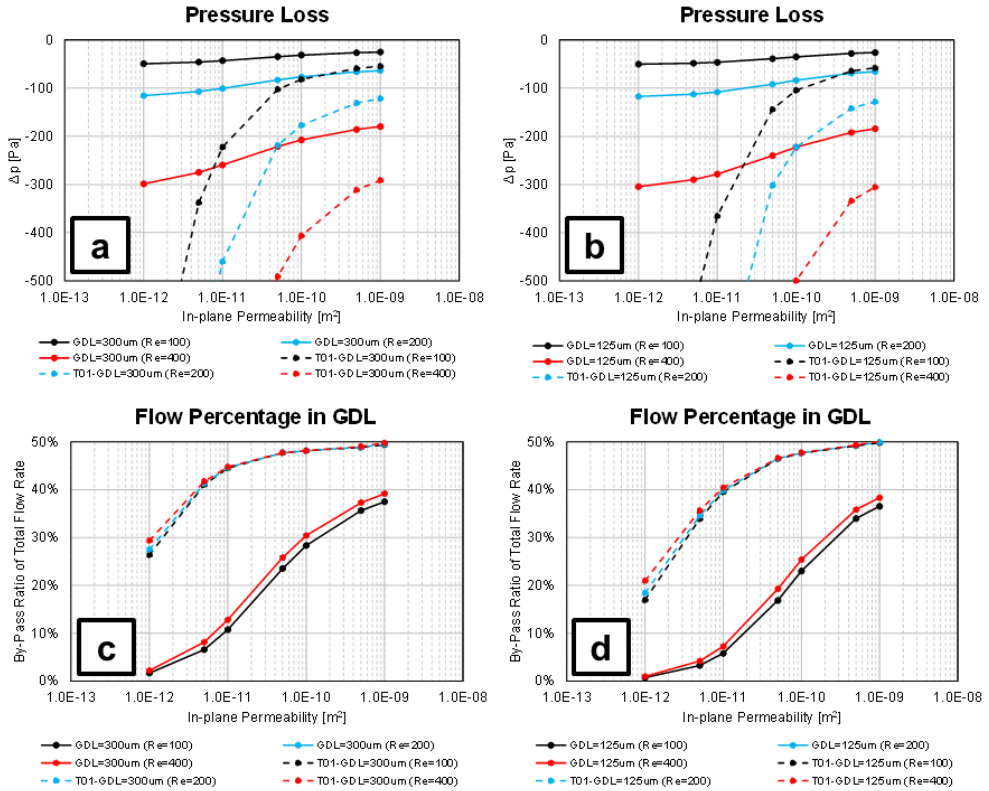 Pressure Loss
0
-100
-200
-300
-400
-500
Δp [Pa]
a
1.0E-13 1.0E-12 1.0E-11 1.0E-10 1.0E-09 1.0E-08
In-plane Permeability [m²]
GDL=300um (Re=100) GDL=300um (Re=200)
GDL=300um (Re=400) T01-GDL=300um (Re=100)
T01-GDL=300um (Re=200) T01-GDL=300um (Re=400)
Pressure Loss
0
-100
-200
-300
-400
-500
Δp [Pa]
b
1.0E-13 1.0E-12 1.0E-11 1.0E-10 1.0E-09 1.0E-08
In-plane Permeability [m²]
GDL=125um (Re=100) GDL=125um (Re=200)
GDL=125um (Re=400) T01-GDL=125um (Re=100)
T01-GDL=125um (Re=200) T01-GDL=125um (Re=400)
Flow Percentage in GDL
50%
40%
30%
20%
10%
0%
By-Pass Ratio of Total Flow Rate
c
1.0E-13 1.0E-12 1.0E-11 1.0E-10 1.0E-09 1.0E-08
In-plane Permeability [m²]
GDL=300um (Re=100) GDL=300um (Re=200)
GDL=300um (Re=400) T01-GDL=300um (Re=100)
T01-GDL=300um (Re=200) T01-GDL=300um (Re=400)
Flow Percentage in GDL
50%
40%
30%
20%
10%
0%
By-Pass Ratio of Total Flow Rate
d
1.0E-13 1.0E-12 1.0E-11 1.0E-10 1.0E-09 1.0E-08
In-plane Permeability [m²]
GDL=125um (Re=100) GDL=125um (Re=200)
GDL=125um (Re=400) T01-GDL=125um (Re=100)
T01-GDL=125um (Re=200) T01-GDL=125um (Re=400)